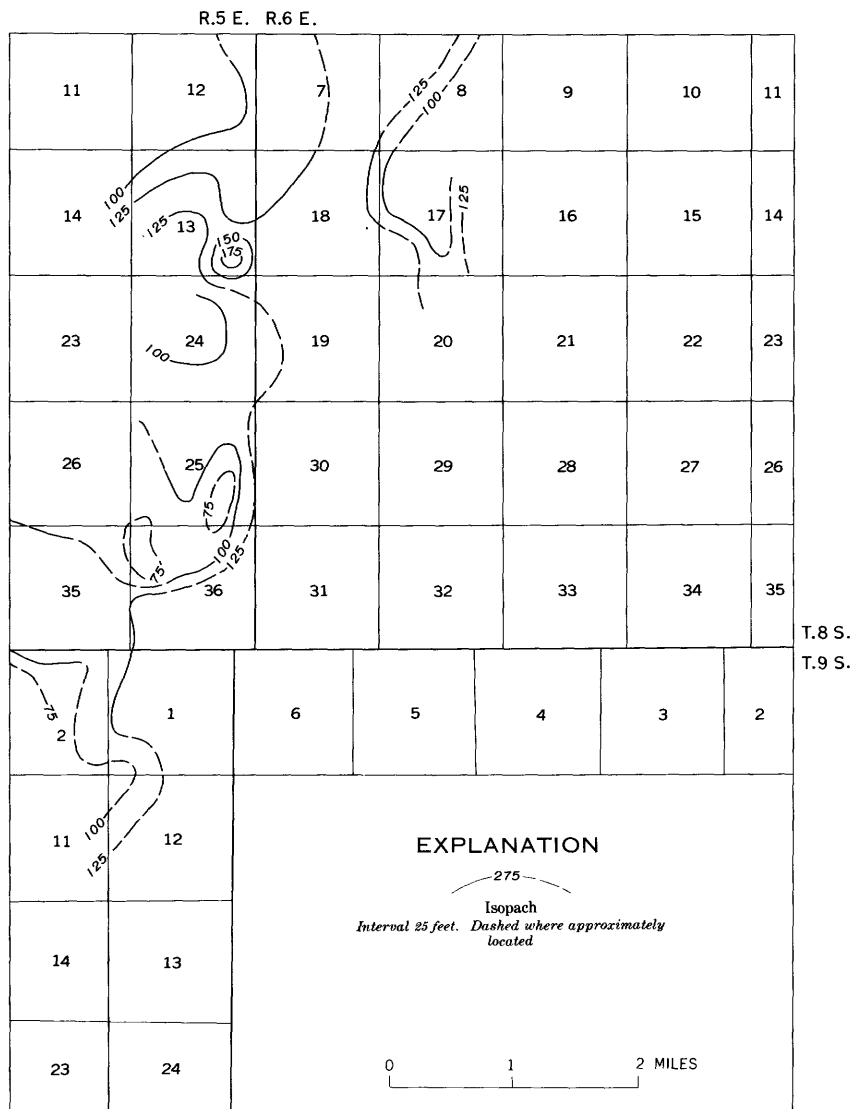 R.5 E. R.6 E.
11 12 7 8 9 10 11
125
100
14 13 18 17 16 15 14
100
125
125
125
150
175
23 24 19 20 21 22 23
100
26 25 30 29 28 27 26
75
100
125
75'
35 36 31 32 33 34 35
T.8 S.
T.9 S.
75
2 1 6 5 4 3 2
11 12
100
125
EXPLANATION
275
Isopach
Interval 25 feet. Dashed where approximately
located
14 13
23 24
0 1 2 MILES